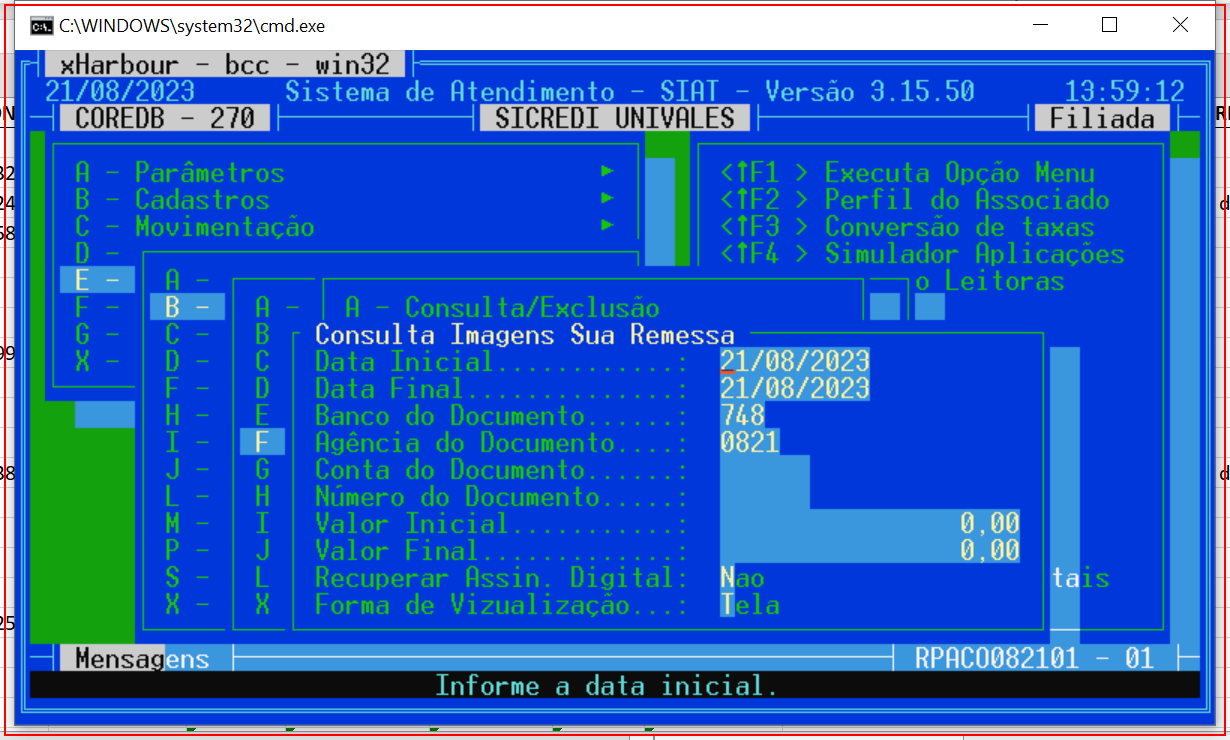 C:\WINDOWS\system32\cmd.exe
xHarbour - bcc - win32
21/08/2023 Sistema de Atendimento - SIAT - Versão 3.15.50 13:59:12
COREDB - 270 SICREDI UNIVALES Filiada
A - Parâmetros ► <↑F1 > Executa Opção Menu
B - Cadastros ► <↑F2 > Perfil do Associado
C - Movimentação ► <↑F3 > Conversão de taxas
D - <↑F4 > Simulador Aplicações
E - A - o Leitoras
F - B - A - A - Consulta/Exclusão
G - C - B Consulta Imagens Sua Remessa
X - D - C Data Inicial............: 21/08/2023
F - D Data Final..............: 21/08/2023
H - E Banco do Documento......: 748
I - F Agência do Documento....: 0821
J - G Conta do Documento......:
L - H Número do Documento.....:
M - I Valor Inicial...........: 0,00
P - J Valor Final.............: 0,00
S - L Recuperar Assin. Digital: Nao tais
X - X Forma de Vizualização...: Tela
Mensagens RPACO082101 - 01
Informe a data inicial.